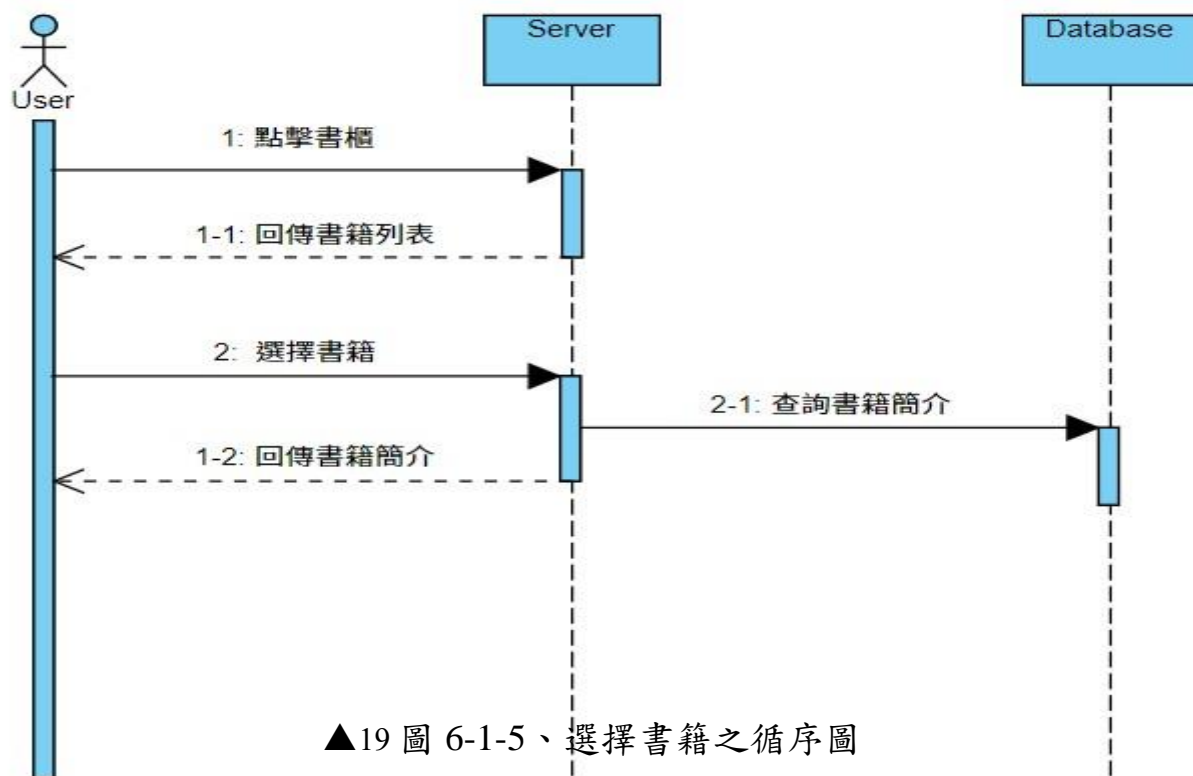 Server
Database
User
1: 點擊書櫃
1-1: 回傳書籍列表
2: 選擇書籍
2-1: 查詢書籍簡介
1-2: 回傳書籍簡介
▲19 圖 6-1-5、選擇書籍之循序圖